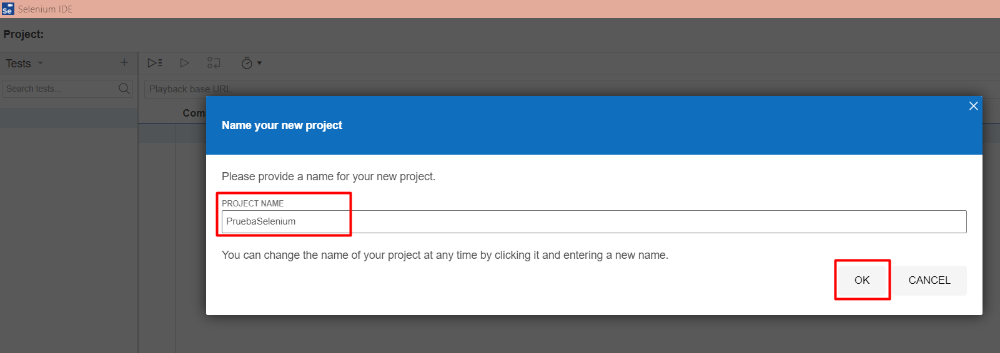 Se Selenium IDE
Project:
Tests
Search tests...
Playback base URL
Com
Name your new project
Please provide a name for your new project.
PROJECT NAME
PruebaSelenium
You can change the name of your project at any time by clicking it and entering a new name.
OK CANCEL